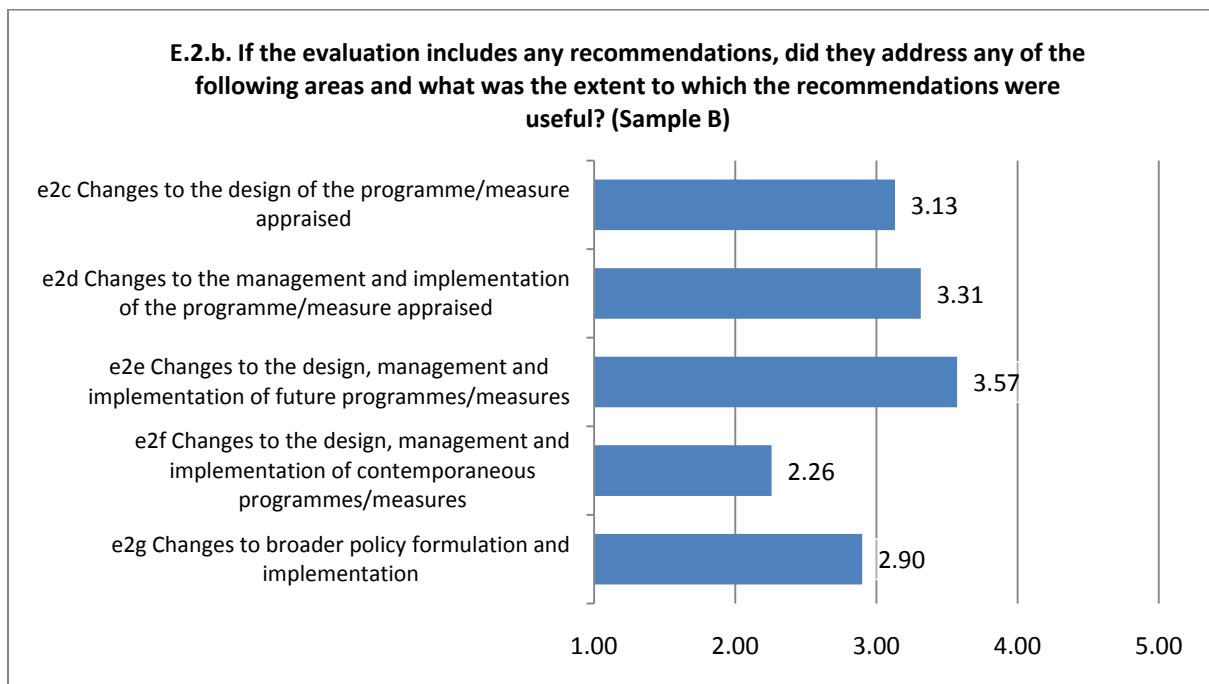 E.2.b. If the evaluation includes any recommendations, did they address any of the
following areas and what was the extent to which the recommendations were
useful? (Sample B)
e2c Changes to the design of the programme/measure
appraised
3.13
e2d Changes to the management and implementation
of the programme/measure appraised
3.31
e2e Changes to the design, management and
implementation of future programmes/measures
3.57
e2f Changes to the design, management and
implementation of contemporaneous
programmes/measures
2.26
e2g Changes to broader policy formulation and
implementation
2.90
1.00 2.00 3.00 4.00 5.00